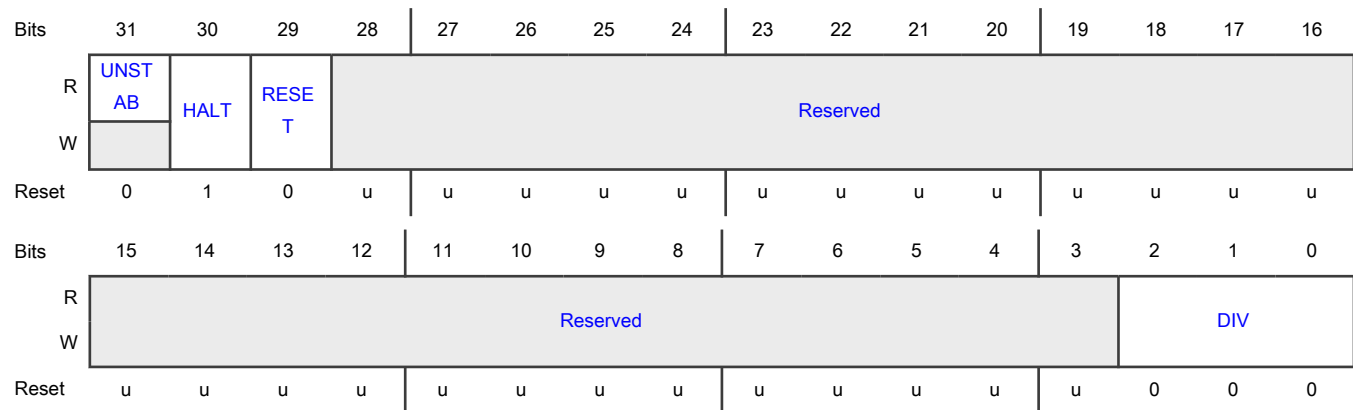 Bits 31 30 29 28 27 26 25 24 23 22 21 20 19 18 17 16
R UNST
AB HALT RESE
T Reserved
W
Reset 0 1 0 u u u u u u u u u u u u u
Bits 15 14 13 12 11 10 9 8 7 6 5 4 3 2 1 0
R
Reserved DIV
W
Reset u u u u u u u u u u u u u 0 0 0